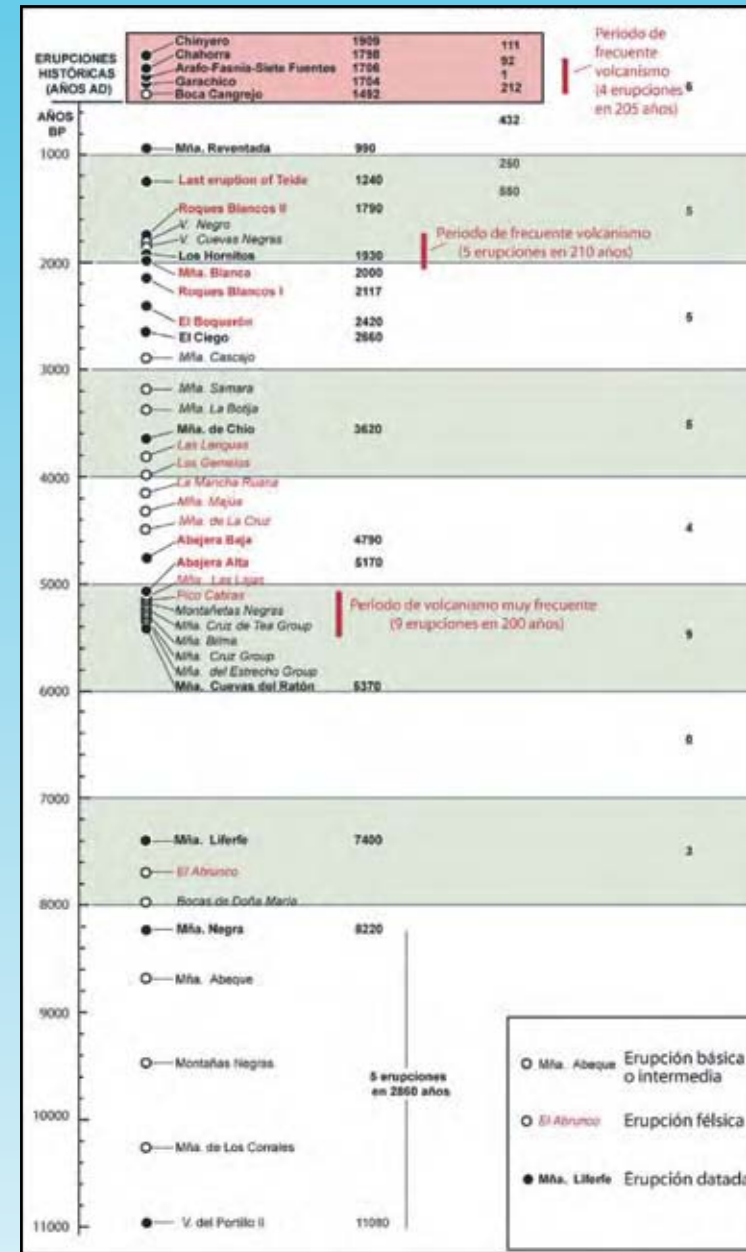 Chinyero 1909 111
Chahorra 1798 92
Arafo-Fasnia-Siete Fuentes 1706 1
Garachico 1704 212
Boca Cangrejo 1492
ERUPCIONES
HISTÓRICAS
(AÑOS AD)
Periodo de
frecuente
volcanismo
(4 erupciones
en 205 años)
6
AÑOS
BP
432
Mña. Reventada 990
1000
250
Last eruption of Teide 1240
550
Roques Blancos II 1790
5
V. Negro
V. Cuevas Negras
Periodo de frecuente volcanismo
(5 erupciones en 210 años)
Los Hornitos 1930
2000
Mña. Blanca 2000
Roques Blancos I 2117
El Boquerón 2420
5
El Ciego 2660
Mña. Cascajo
3000
Mña. Samara
Mña. La Botija
Mña. de Chio 3620
5
Las Lenguas
Los Gemelos
4000
La Mancha Ruana
Mña. Majúa
Mña. de La Cruz
4
Abejera Baja 4790
Abejera Alta 5170
5000
Mña. Las Lajas
Pico Cabras
Montañetas Negras
Mña. Cruz de Tea Group
Mña. Bilma
Mña. Cruz Group
Mña. del Estrecho Group
Mña. Cuevas del Ratón 5370
Periodo de volcanismo muy frecuente
(9 erupciones en 200 años)
9
6000
0
7000
Mña. Liferfe 7400
3
El Abrunco
Bocas de Doña María
8000
Mña. Negra 8220
Mña. Abeque
9000
Montañas Negras
5 erupciones
en 2860 años
10000
Mña. de Los Corrales
V. del Portillo II 11080
11000
Mña. Abeque Erupción básica
o intermedia
El Abrunco Erupción félsica
Mña. Liferfe Erupción datada